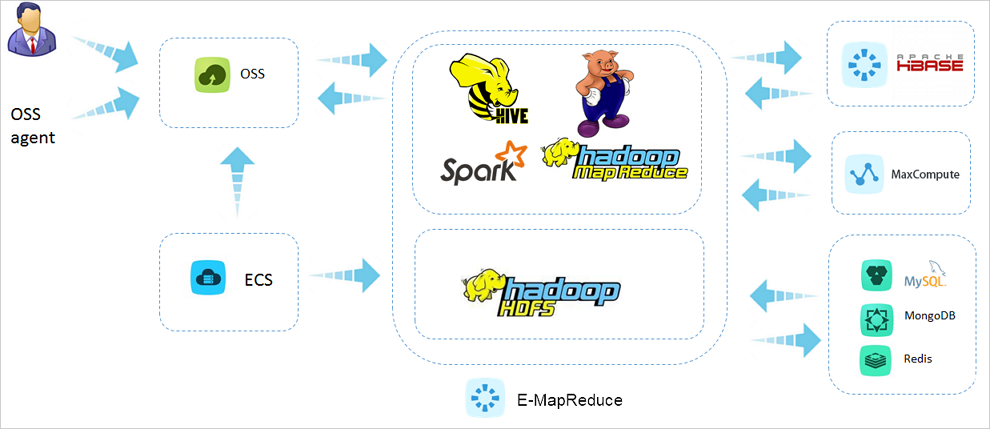 OSS
agent
OSS
ECS
HIVE
Spark
hadoop
Map Reduce
hadoop
HDFS
E-MapReduce
APACHE
HBASE
MaxCompute
MySQL
MongoDB
Redis